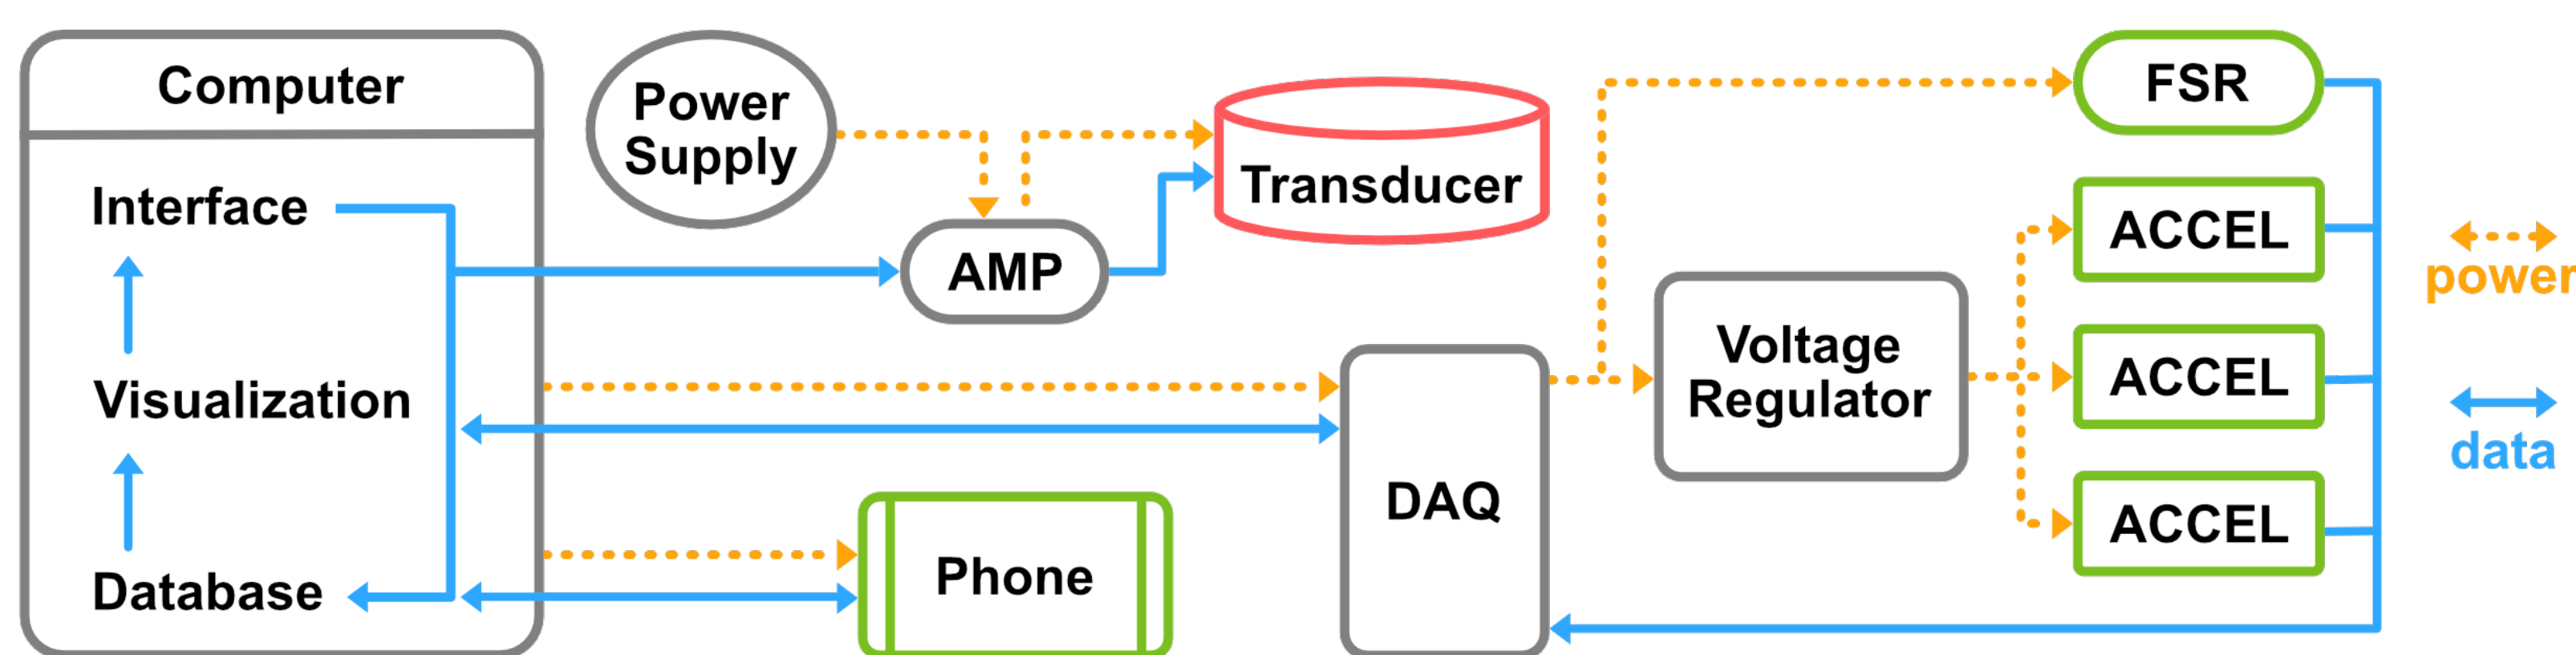 Computer
Interface
Visualization
Database
Power
Supply
AMP
Transducer
Phone
DAQ
Voltage
Regulator
FSR
ACCEL
ACCEL
ACCEL
power
data